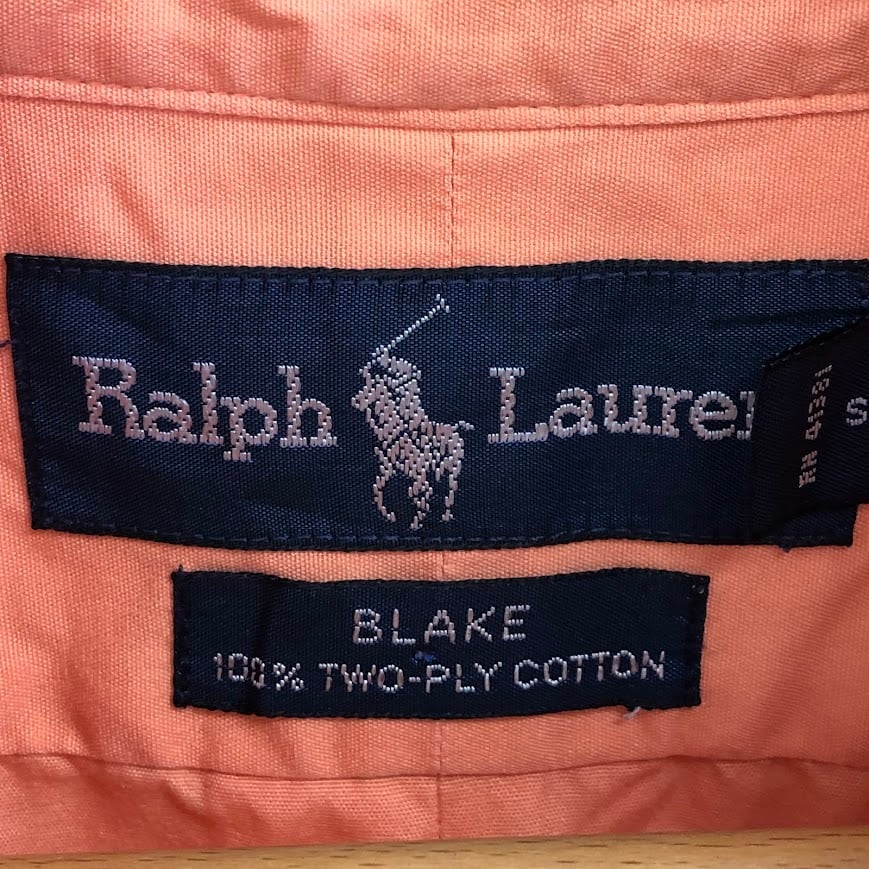 Ralph Lauren
S
RN 41381
BLAKE
100% TWO-PLY COTTON